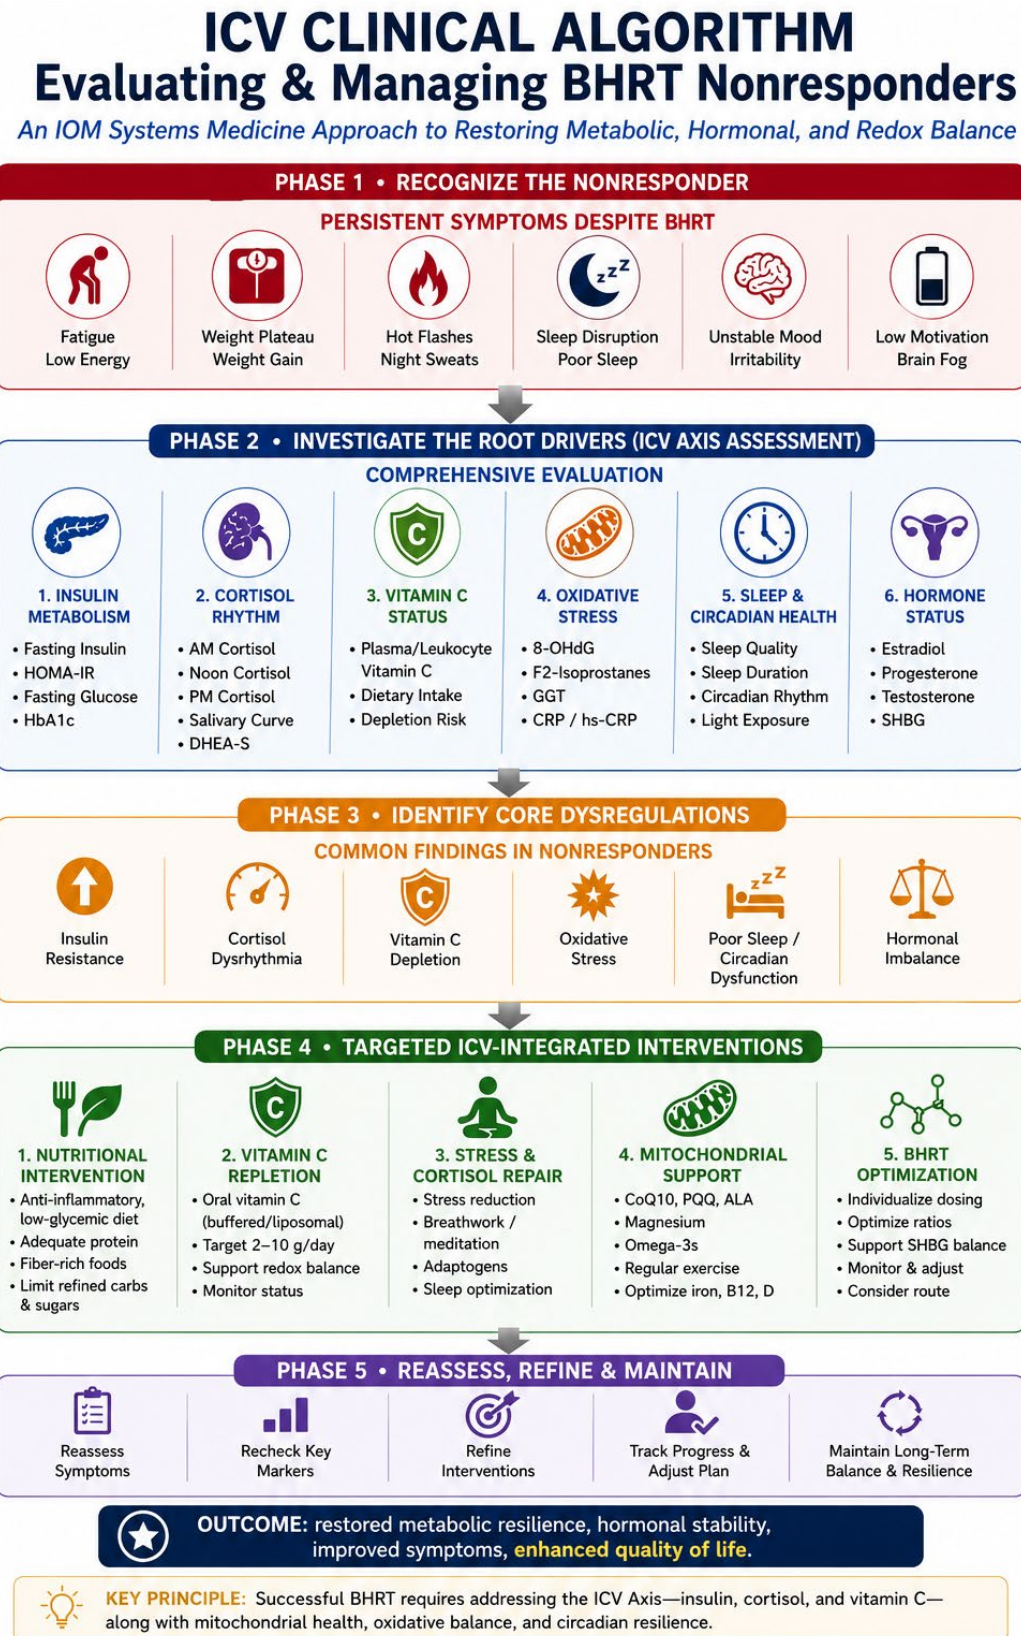 ICV CLINICAL ALGORITHM
Evaluating & Managing BHRT Nonresponders
An IOM Systems Medicine Approach to Restoring Metabolic, Hormonal, and Redox Balance
PHASE 1 • RECOGNIZE THE NONRESPONDER
PERSISTENT SYMPTOMS DESPITE BHRT
Fatigue
Low Energy
Weight Plateau
Weight Gain
Hot Flashes
Night Sweats
zzZ
Sleep Disruption
Poor Sleep
Unstable Mood
Irritability
Low Motivation
Brain Fog
PHASE 2 • INVESTIGATE THE ROOT DRIVERS (ICV AXIS ASSESSMENT)
COMPREHENSIVE EVALUATION
1. INSULIN
METABOLISM
• Fasting Insulin
• HOMA-IR
• Fasting Glucose
• HbA1c
2. CORTISOL
RHYTHM
• AM Cortisol
• Noon Cortisol
• PM Cortisol
• Salivary Curve
• DHEA-S
C
3. VITAMIN C
STATUS
• Plasma/Leukocyte
Vitamin C
• Dietary Intake
• Depletion Risk
4. OXIDATIVE
STRESS
• 8-OHdG
• F2-Isoprostanes
• GGT
• CRP / hs-CRP
5. SLEEP &
CIRCADIAN HEALTH
• Sleep Quality
• Sleep Duration
• Circadian Rhythm
• Light Exposure
6. HORMONE
STATUS
• Estradiol
• Progesterone
• Testosterone
• SHBG
PHASE 3 • IDENTIFY CORE DYSREGULATIONS
COMMON FINDINGS IN NONRESPONDERS
Insulin
Resistance
Cortisol
Dysrhythmia
C
Vitamin C
Depletion
Oxidative
Stress
zzZ
Poor Sleep /
Circadian
Dysfunction
Hormonal
Imbalance
PHASE 4 • TARGETED ICV-INTEGRATED INTERVENTIONS
1. NUTRITIONAL
INTERVENTION
• Anti-inflammatory,
low-glycemic diet
• Adequate protein
• Fiber-rich foods
• Limit refined carbs
& sugars
C
2. VITAMIN C
REPLETION
• Oral vitamin C
(buffered/liposomal)
• Target 2–10 g/day
• Support redox balance
• Monitor status
3. STRESS &
CORTISOL REPAIR
• Stress reduction
• Breathwork /
meditation
• Adaptogens
• Sleep optimization
4. MITOCHONDRIAL
SUPPORT
• CoQ10, PQQ, ALA
• Magnesium
• Omega-3s
• Regular exercise
• Optimize iron, B12, D
5. BHRT
OPTIMIZATION
• Individualize dosing
• Optimize ratios
• Support SHBG balance
• Monitor & adjust
• Consider route
PHASE 5 • REASSESS, REFINE & MAINTAIN
Reassess
Symptoms
Recheck Key
Markers
Refine
Interventions
Track Progress &
Adjust Plan
Maintain Long-Term
Balance & Resilience
OUTCOME: restored metabolic resilience, hormonal stability,
improved symptoms, enhanced quality of life.
KEY PRINCIPLE: Successful BHRT requires addressing the ICV Axis—insulin, cortisol, and vitamin C—
along with mitochondrial health, oxidative balance, and circadian resilience.